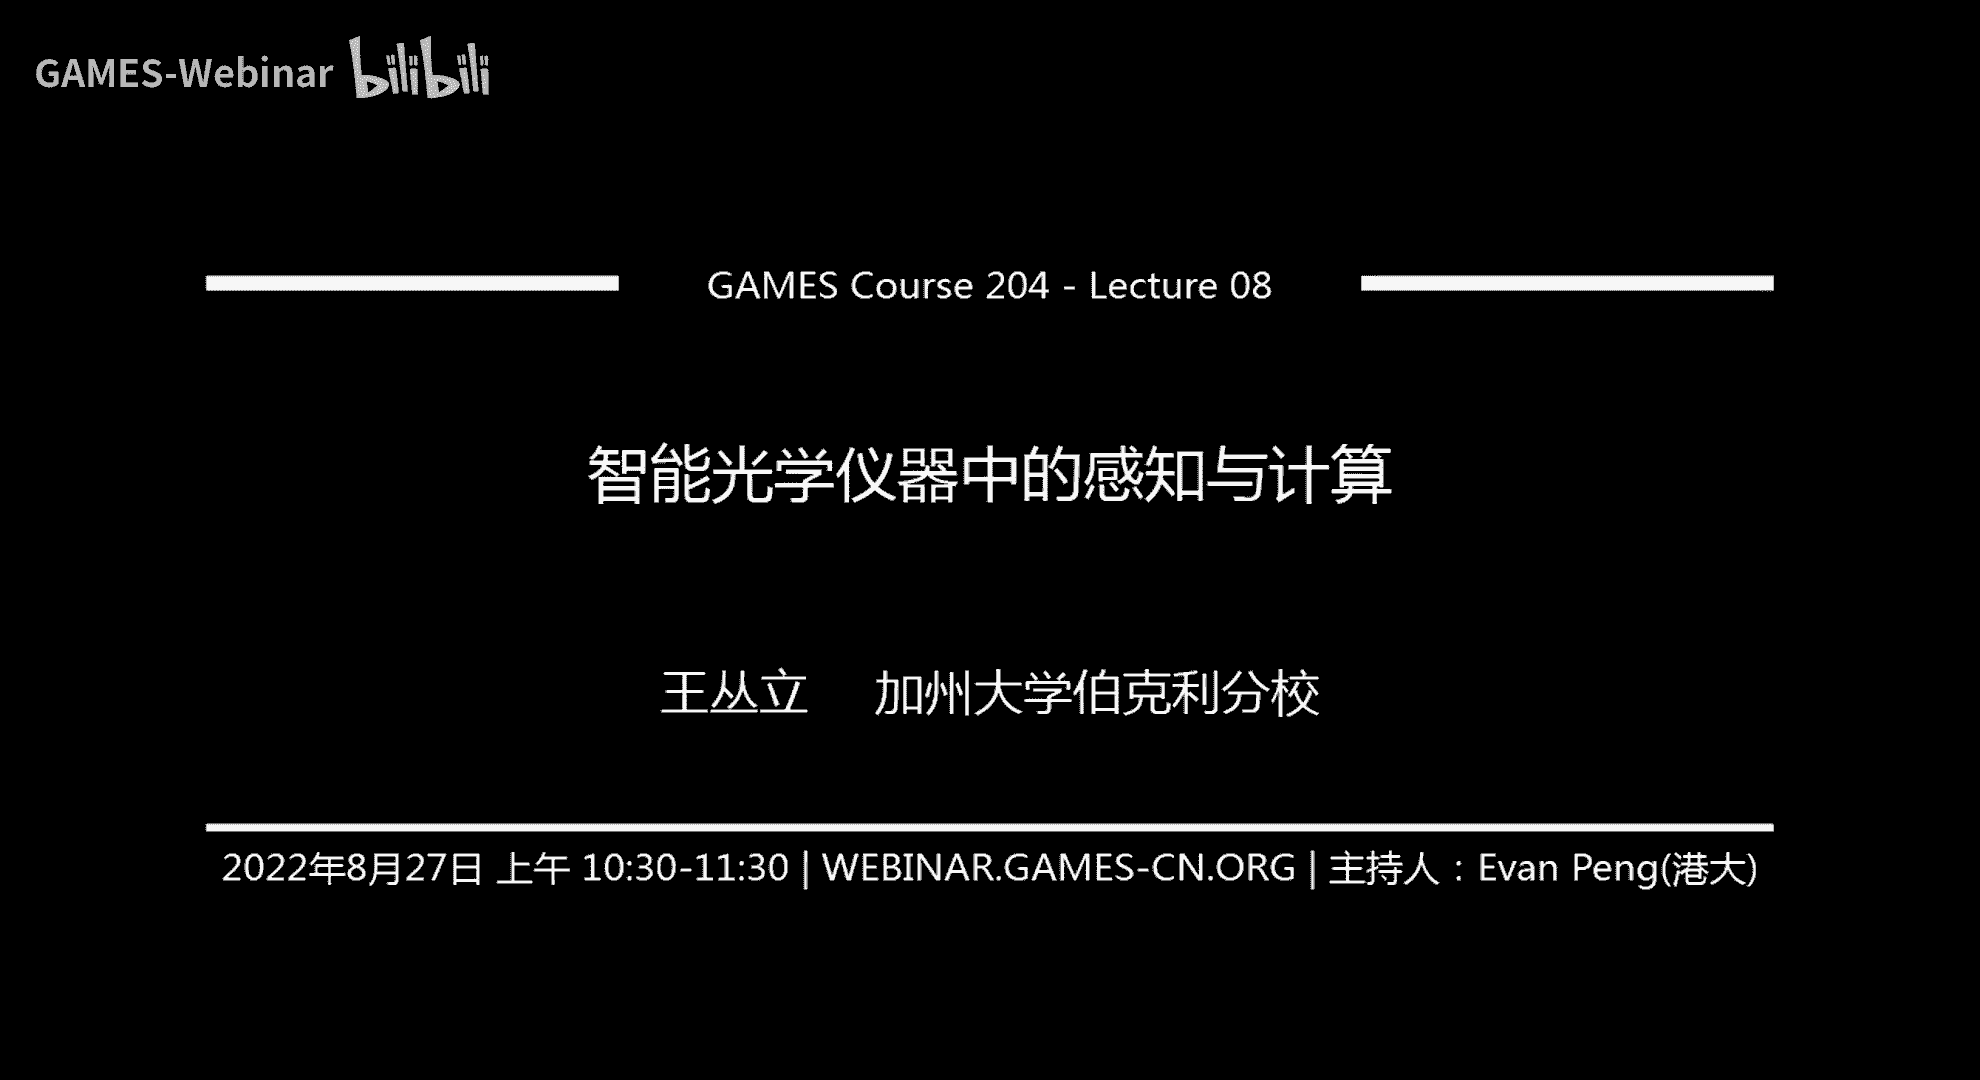 GAMES-Webinar bilibili
GAMES Course 204 - Lecture 08
智能光学仪器中的感知与计算
王丛立 加州大学伯克利分校
2022年8月27日 上午 10:30-11:30 | WEBINAR.GAMES-CN.ORG | 主持人：Evan Peng(港大)